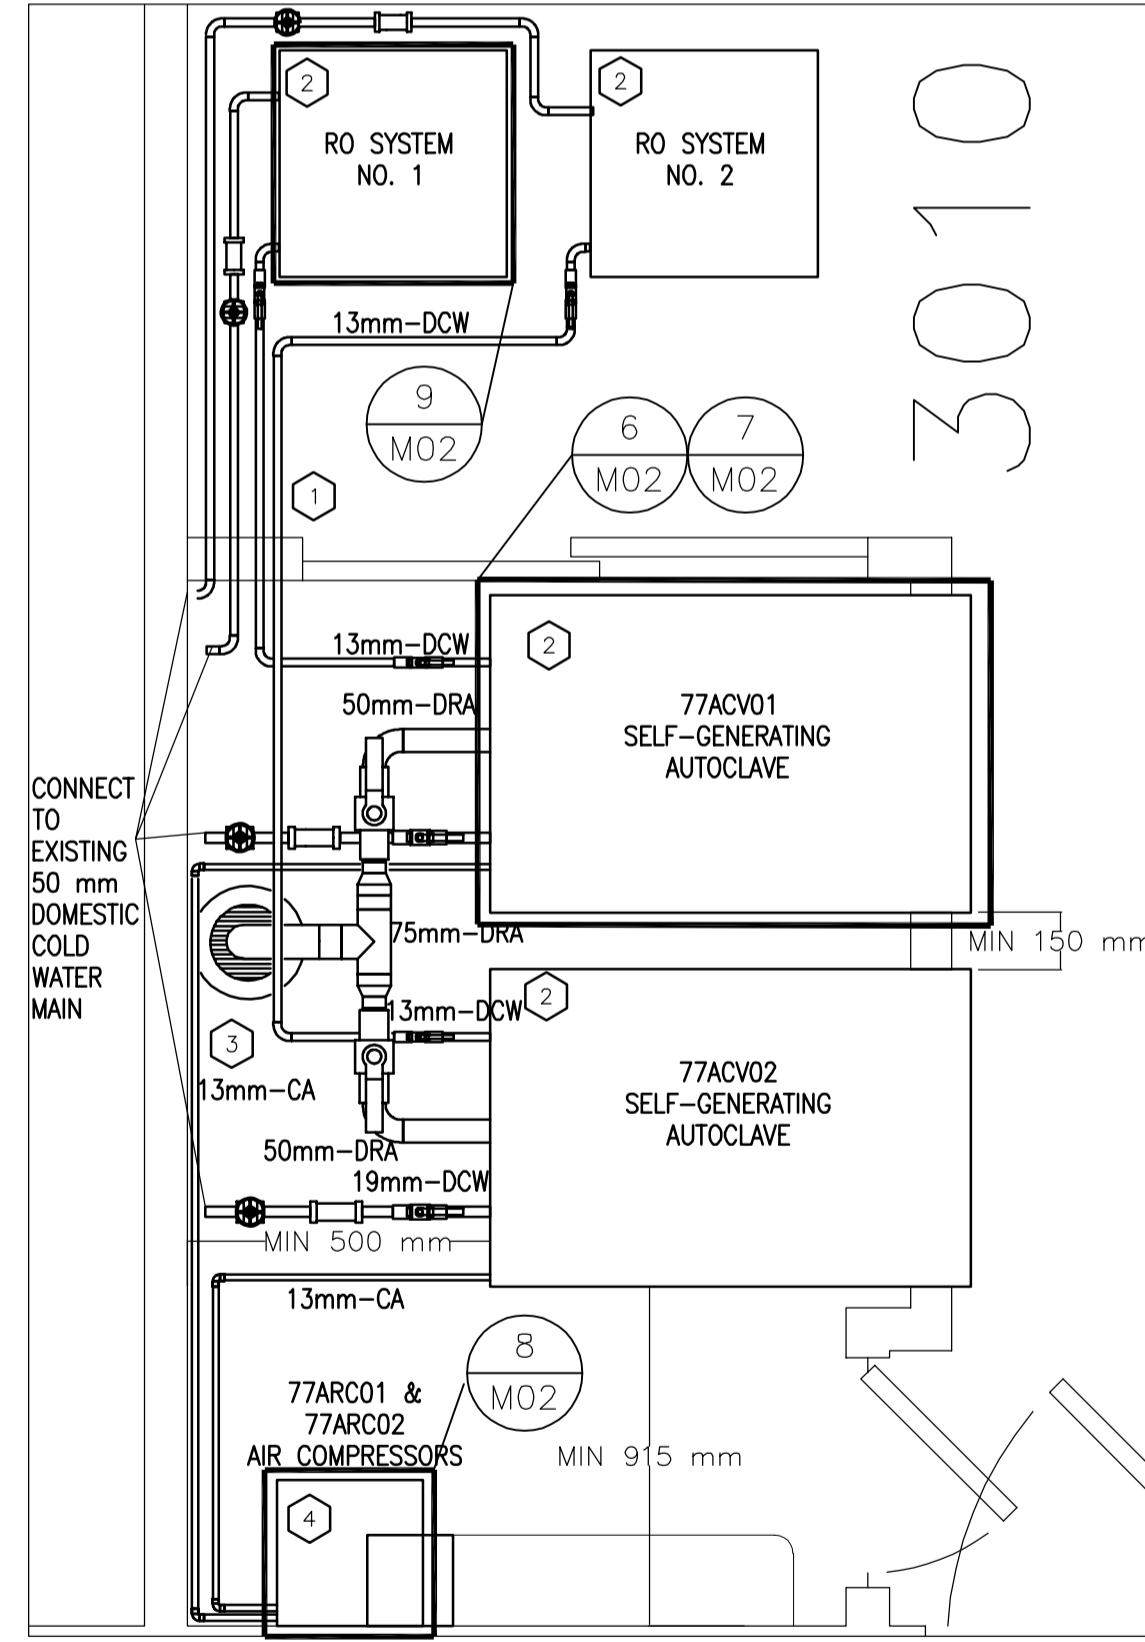 2
RO SYSTEM
NO. 1
2
RO SYSTEM
NO. 2
3010
13mm-DCW
9
M02
6
M02
7
M02
1
13mm-DCW
50mm-DRA
2
77ACV01
SELF-GENERATING
AUTOCLAVE
CONNECT
TO
EXISTING
50 mm
DOMESTIC
COLD
WATER
MAIN
75mm-DRA
MIN 150 mm
2
13mm-DCW
3
13mm-CA
77ACV02
SELF-GENERATING
AUTOCLAVE
50mm-DRA
19mm-DCW
MIN 500 mm
13mm-CA
8
M02
77ARC01 &
77ARC02
AIR COMPRESSORS
MIN 915 mm
4